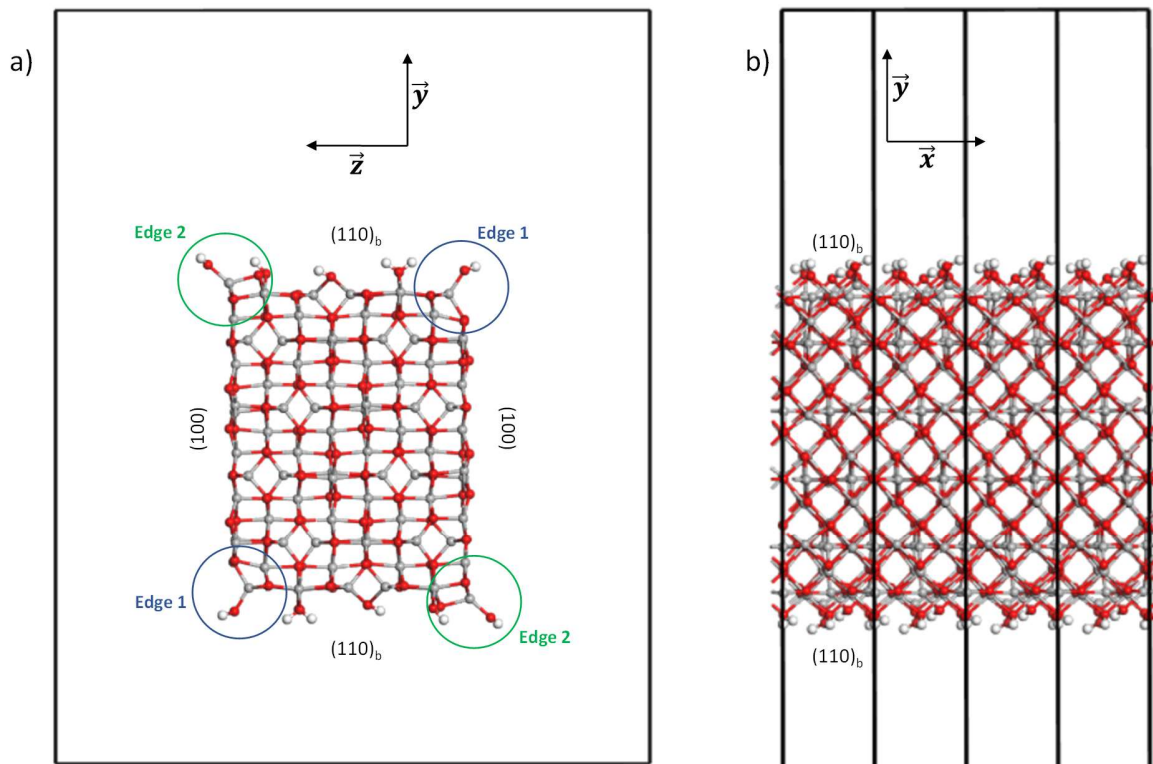 a)
y
z
Edge 2
(110)b
Edge 1
(100)
(100)
Edge 1
(110)b
Edge 2
b)
y
x
(110)b
(110)b